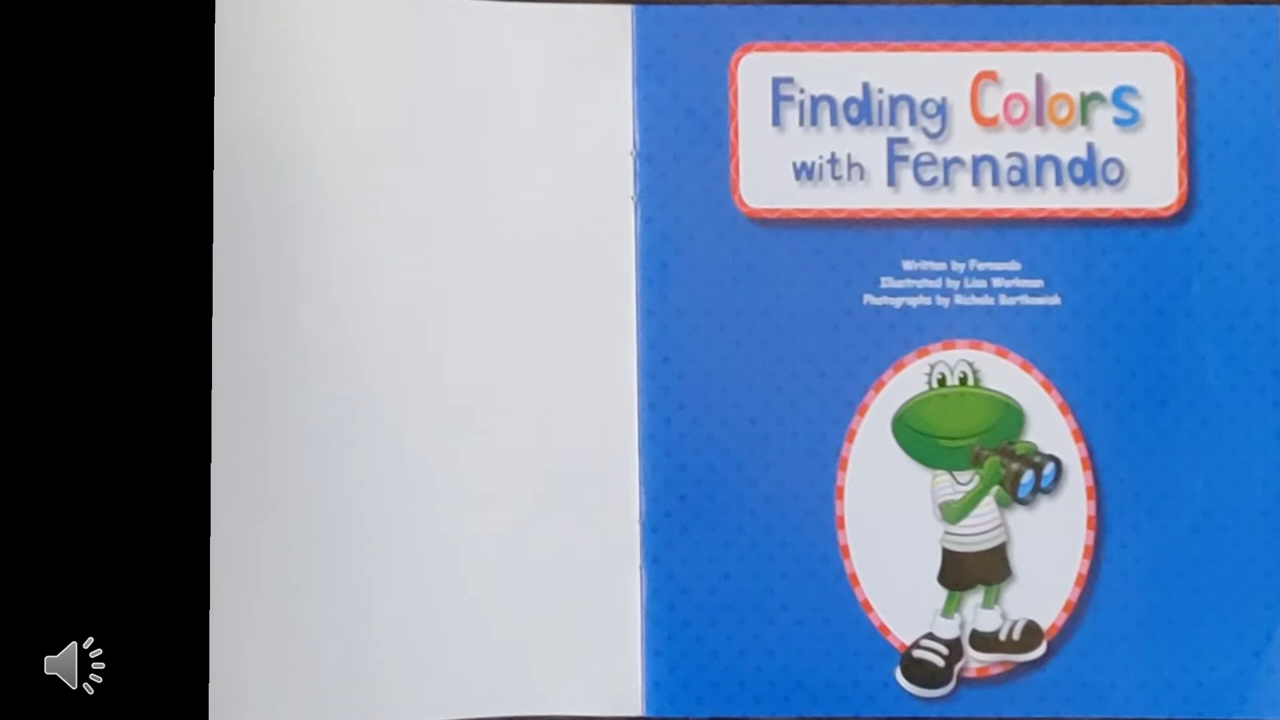 Finding Colors
with Fernando
Written by Fernando
Illustrated by Lisa Workman
Photographs by Richele Bartkowiak